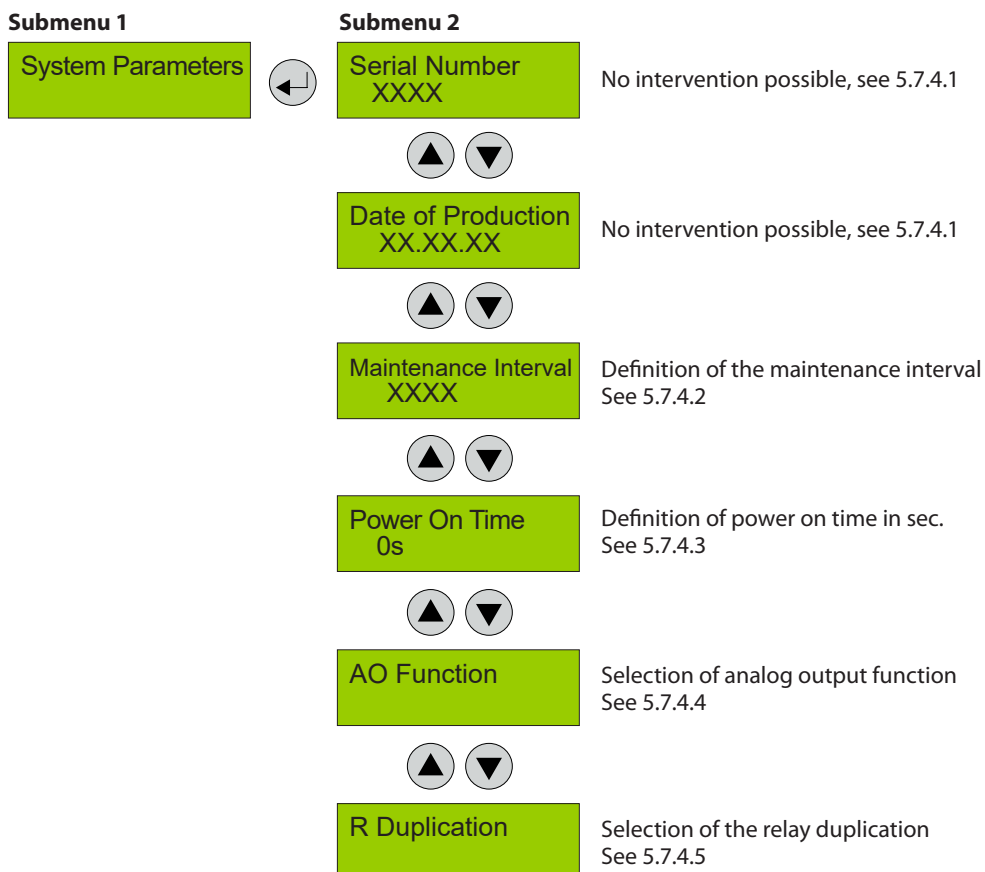 Submenu 1
Submenu 2
System Parameters
Serial Number
XXXX
No intervention possible, see 5.7.4.1
Date of Production
XX.XX.XX
No intervention possible, see 5.7.4.1
Maintenance Interval
XXXX
Definition of the maintenance interval
See 5.7.4.2
Power On Time
0s
Definition of power on time in sec.
See 5.7.4.3
AO Function
Selection of analog output function
See 5.7.4.4
R Duplication
Selection of the relay duplication
See 5.7.4.5